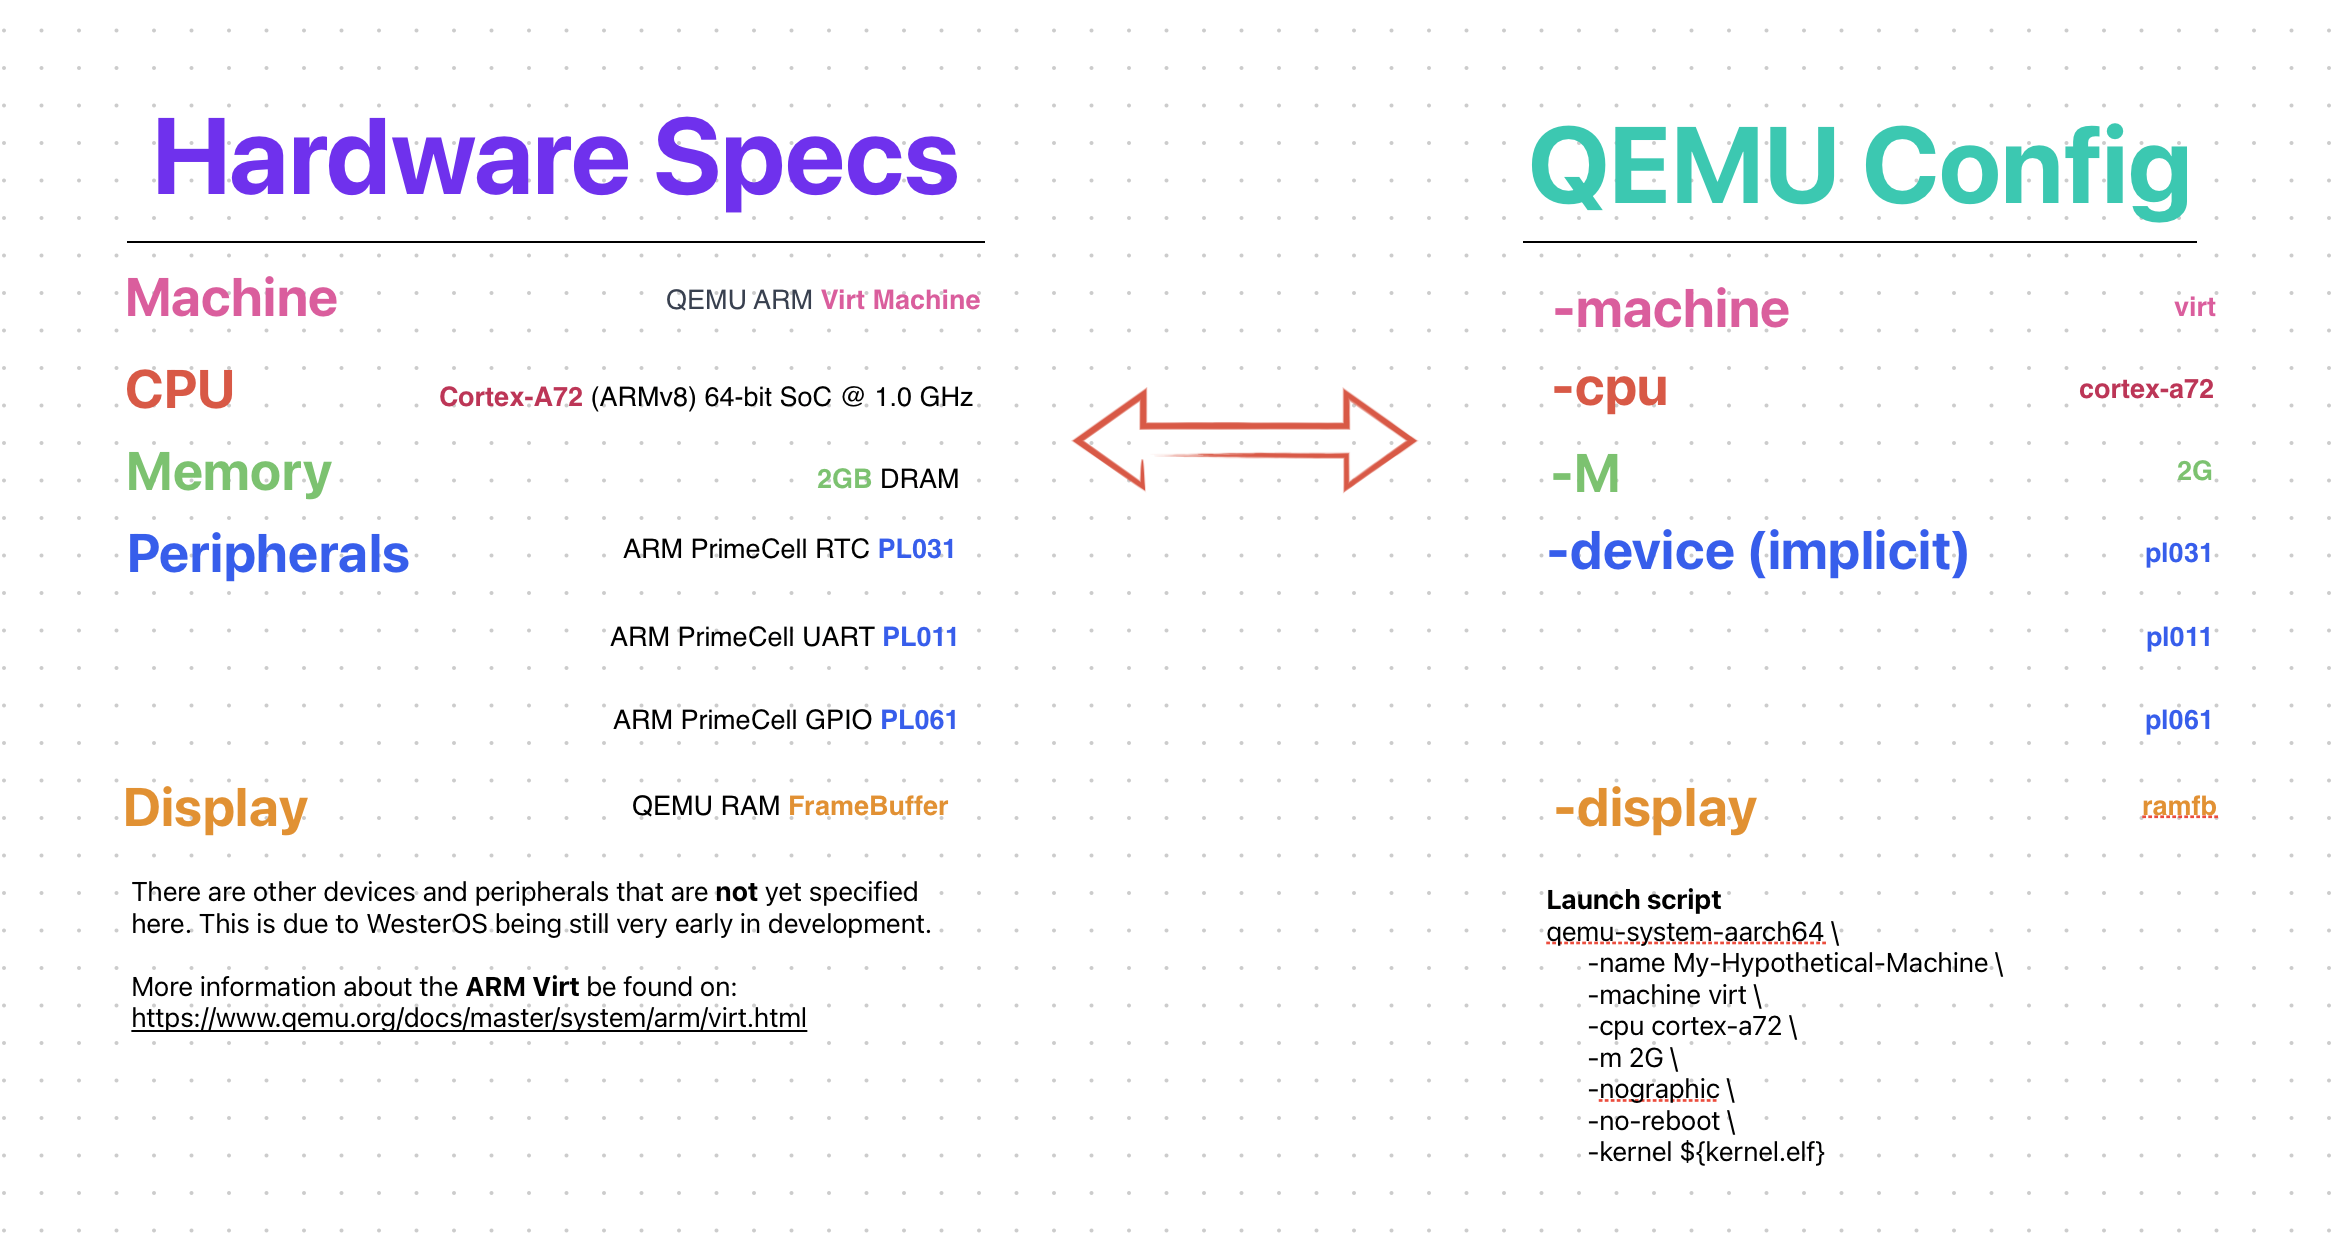 Hardware Specs
Machine QEMU ARM Virt Machine
CPU Cortex-A72 (ARMv8) 64-bit SoC @ 1.0 GHz
Memory 2GB DRAM
Peripherals ARM PrimeCell RTC PL031
ARM PrimeCell UART PL011
ARM PrimeCell GPIO PL061
Display QEMU RAM FrameBuffer
There are other devices and peripherals that are not yet specified
here. This is due to WesterOS being still very early in development.
More information about the ARM Virt be found on:
https://www.qemu.org/docs/master/system/arm/virt.html
QEMU Config
-machine virt
-cpu cortex-a72
-M 2G
-device (implicit) pl031
pl011
pl061
-display ramfb
Launch script
qemu-system-aarch64 \
-name My-Hypothetical-Machine \
-machine virt \
-cpu cortex-a72 \
-m 2G \
-nographic \
-no-reboot \
-kernel ${kernel.elf}